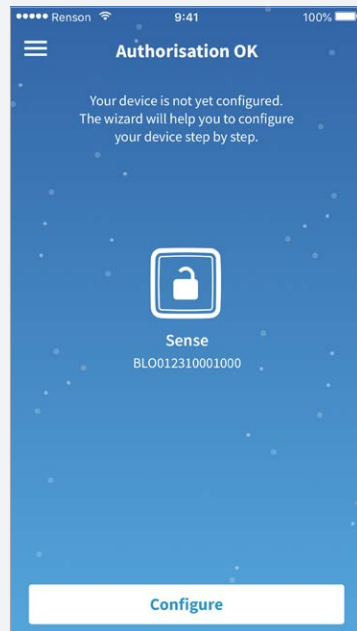 Renson 9:41 100%
Authorisation OK
Your device is not yet configured.
The wizard will help you to configure
your device step by step.
Sense
BLO012310001000
Configure